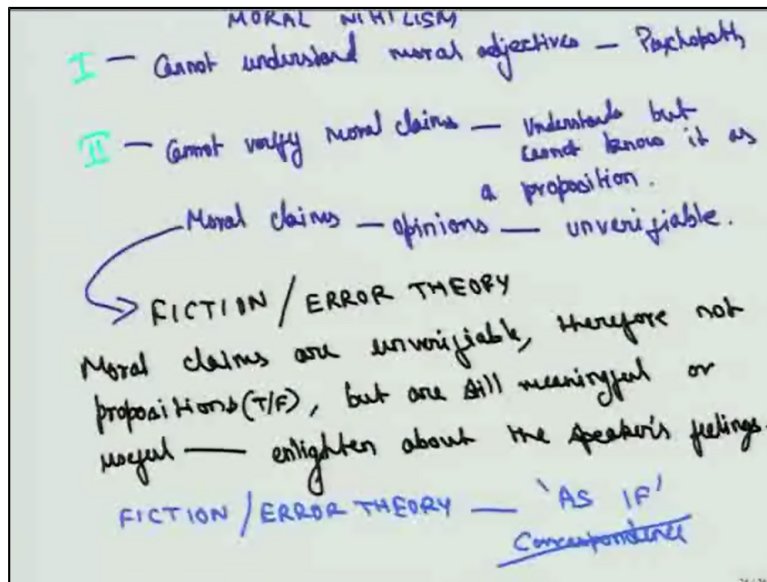 MORAL NIHILISM
I — Cannot understand moral adjectives — Psychopath
II — Cannot verify moral claims — Understands but
cannot know it as
a proposition.
Moral claims — opinions — unverifiable.
FICTION / ERROR THEORY
Moral claims are unverifiable, therefore not
propositions (T/F), but are still meaningful or
useful — enlighten about the speaker's feelings.
FICTION / ERROR THEORY — 'AS IF'
Correspondence